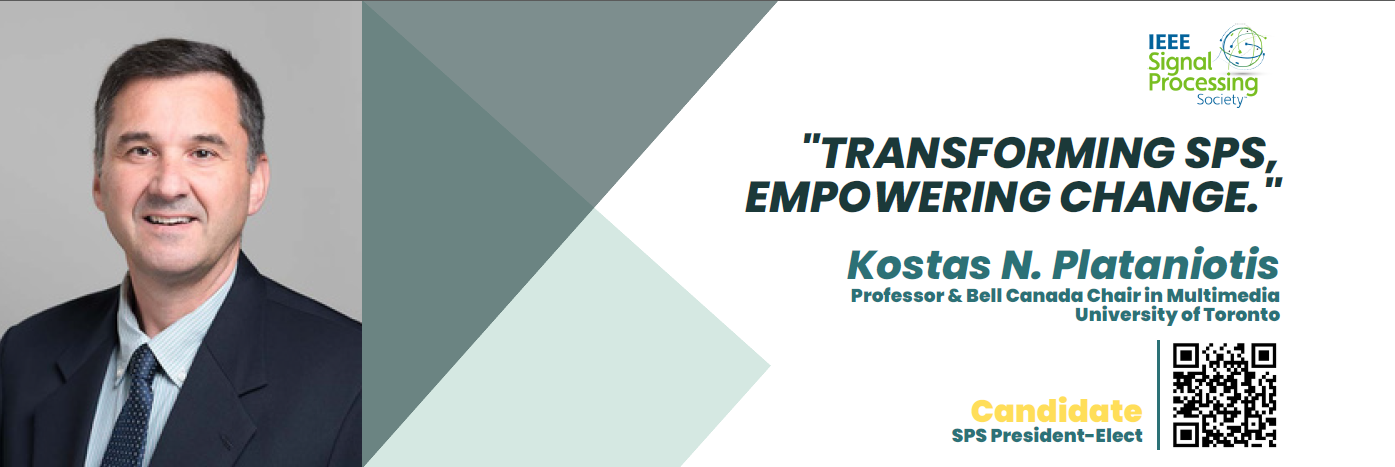 IEEE
Signal
Processing
Society
"TRANSFORMING SPS,
EMPOWERING CHANGE."
Kostas N. Plataniotis
Professor & Bell Canada Chair in Multimedia
University of Toronto
Candidate
SPS President-Elect